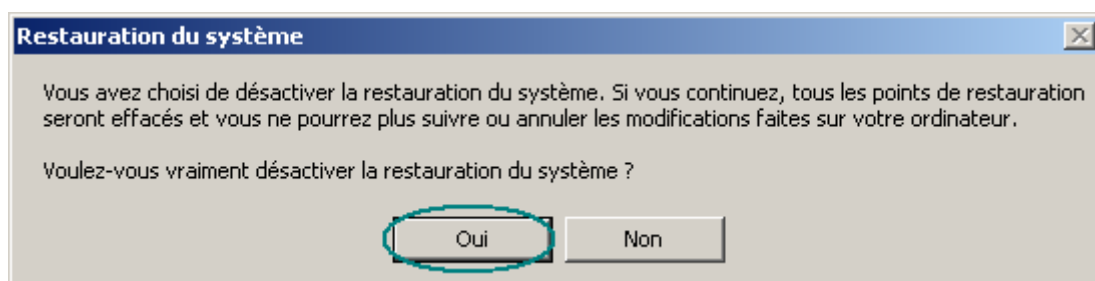 Restauration du système
Vous avez choisi de désactiver la restauration du système. Si vous continuez, tous les points de restauration
seront effacés et vous ne pourrez plus suivre ou annuler les modifications faites sur votre ordinateur.
Voulez-vous vraiment désactiver la restauration du système ?
Oui
Non